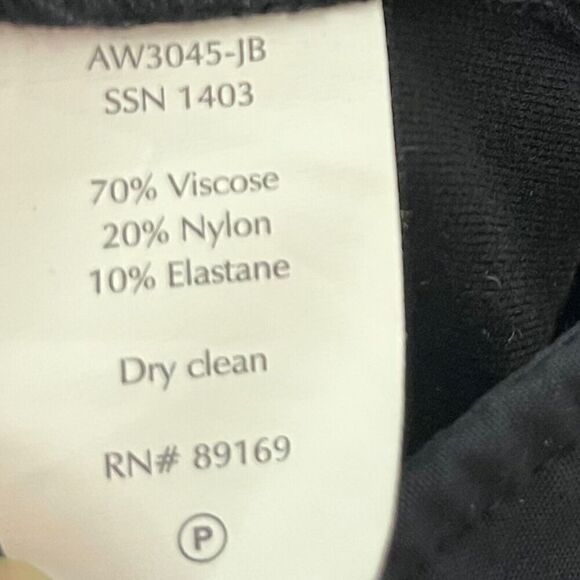 AW3045-JB
SSN 1403
70% Viscose
20% Nylon
10% Elastane
Dry clean
RN# 89169
P